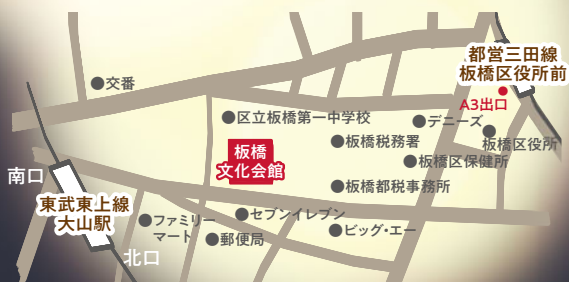 都営三田線
板橋区役所前
交番
A3出口
区立板橋第一中学校
デニーズ
板橋区役所
板橋税務署
板橋
文化会館
板橋区保健所
南口
板橋都税事務所
東武東上線
大山駅
セブンイレブン
ファミリー
マート
ビッグ・エー
郵便局
北口